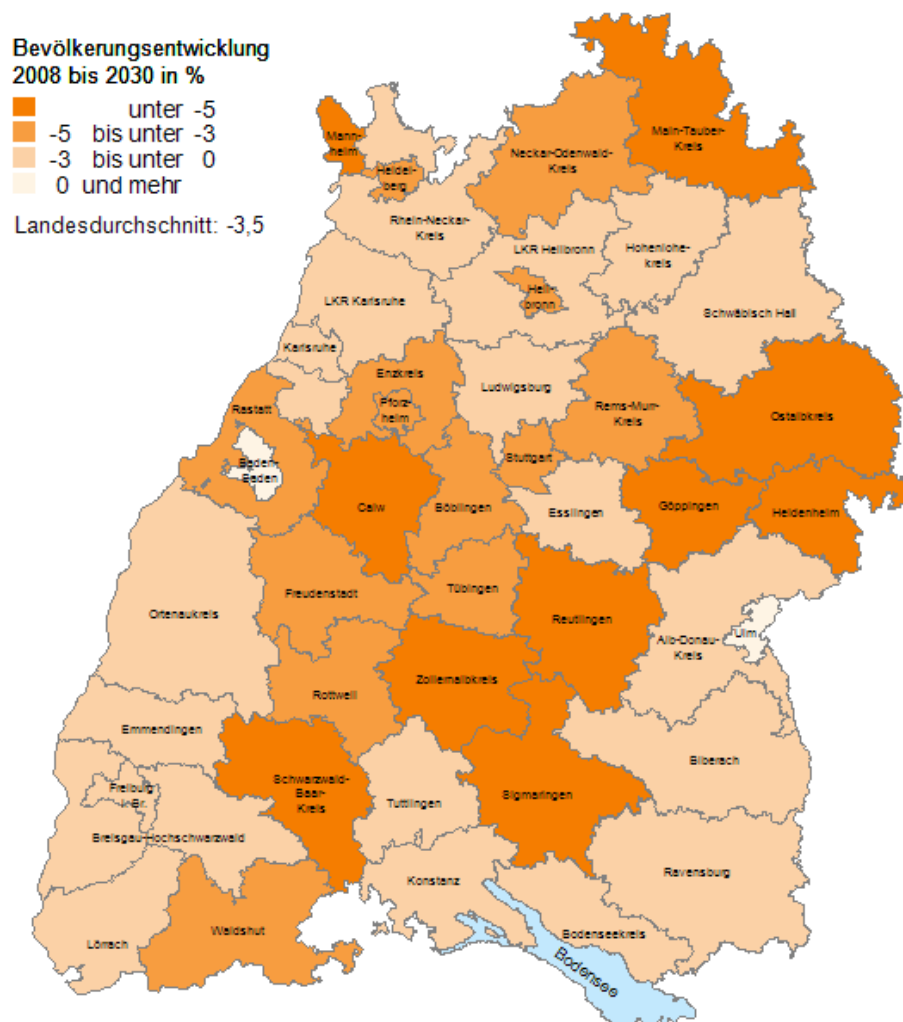 Bevölkerungsentwicklung
2008 bis 2030 in %
unter -5
-5 bis unter -3
-3 bis unter 0
0 und mehr
Landesdurchschnitt: -3,5
Main-Tauber-
Kreis
Mann-
heim
Neckar-Odenwald-
Kreis
Heidel-
berg
Rhein-Neckar-
Kreis
LKR Heilbronn
Hohenlohe-
kreis
Heil-
bronn
LKR Karlsruhe
Schwäbisch Hall
Karlsruhe
Enzkreis
Ludwigsburg
Pforz-
heim
Rems-Murr-
Kreis
Rastatt
Ostalbkreis
Stuttgart
Baden-
Baden
Calw
Böblingen
Esslingen
Göppingen
Heidenheim
Freudenstadt
Tübingen
Ortenaukreis
Reutlingen
Alb-Donau-
Kreis
Ulm
Zollernalbkreis
Rottweil
Emmendingen
Biberach
Schwarzwald-
Baar-
Kreis
Freiburg
i. Br.
Tuttlingen
Sigmaringen
Breisgau-Hochschwarzwald
Konstanz
Ravensburg
Waldshut
Bodenseekreis
Lörrach
Bodensee